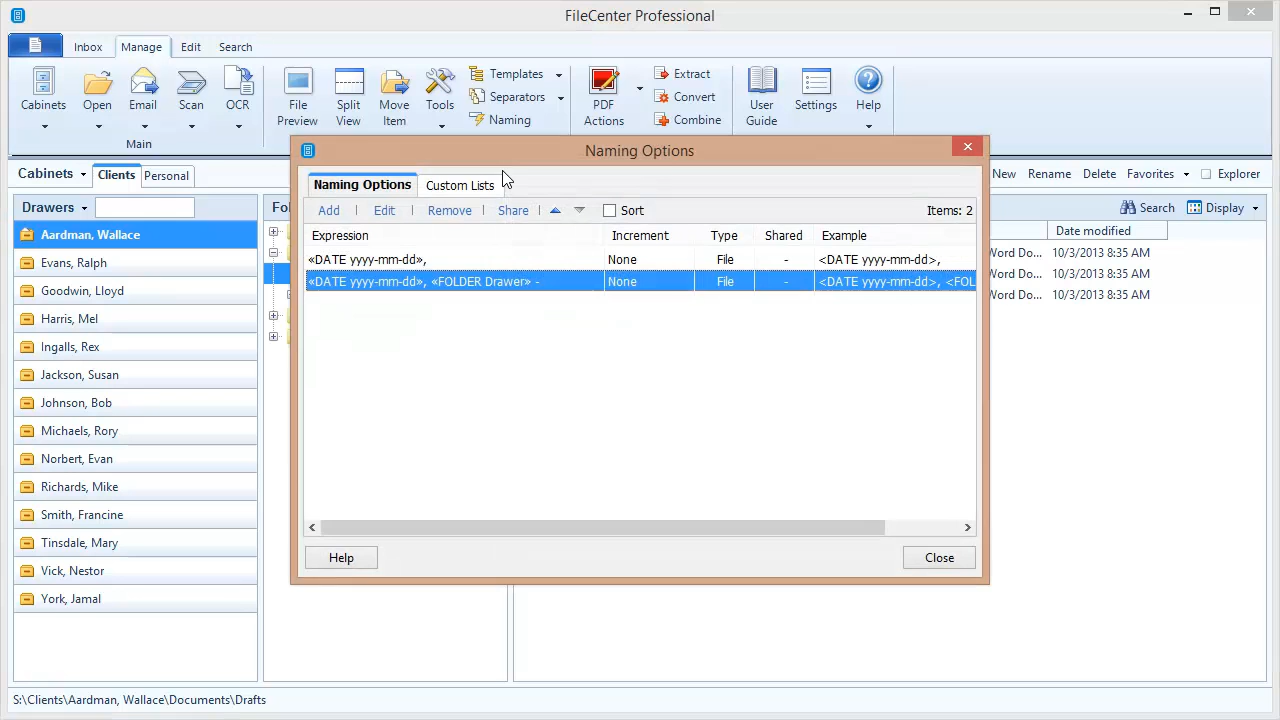 FileCenter Professional
Inbox Manage Edit Search
Cabinets Open Email Scan OCR
File Preview Split View Move Item Tools
Templates
Separators
Naming
PDF Actions
Extract
Convert
Combine
User Guide Settings Help
Main
Cabinets Clients Personal
New Rename Delete Favorites Explorer
Drawers
Search Display
Date modified
Aardman, Wallace
Evans, Ralph
Goodwin, Lloyd
Harris, Mel
Ingalls, Rex
Jackson, Susan
Johnson, Bob
Michaels, Rory
Norbert, Evan
Richards, Mike
Smith, Francine
Tinsdale, Mary
Vick, Nestor
York, Jamal
Fol
Word Do... 10/3/2013 8:35 AM
Word Do... 10/3/2013 8:35 AM
Word Do... 10/3/2013 8:35 AM
Naming Options
Naming Options Custom Lists
Add | Edit | Remove | Share | Sort Items: 2
Expression Increment Type Shared Example
«DATE yyyy-mm-dd», None File - <DATE yyyy-mm-dd>,
«DATE yyyy-mm-dd», «FOLDER Drawer» - None File - <DATE yyyy-mm-dd>, <FOL
Help Close
S:\Clients\Aardman, Wallace\Documents\Drafts